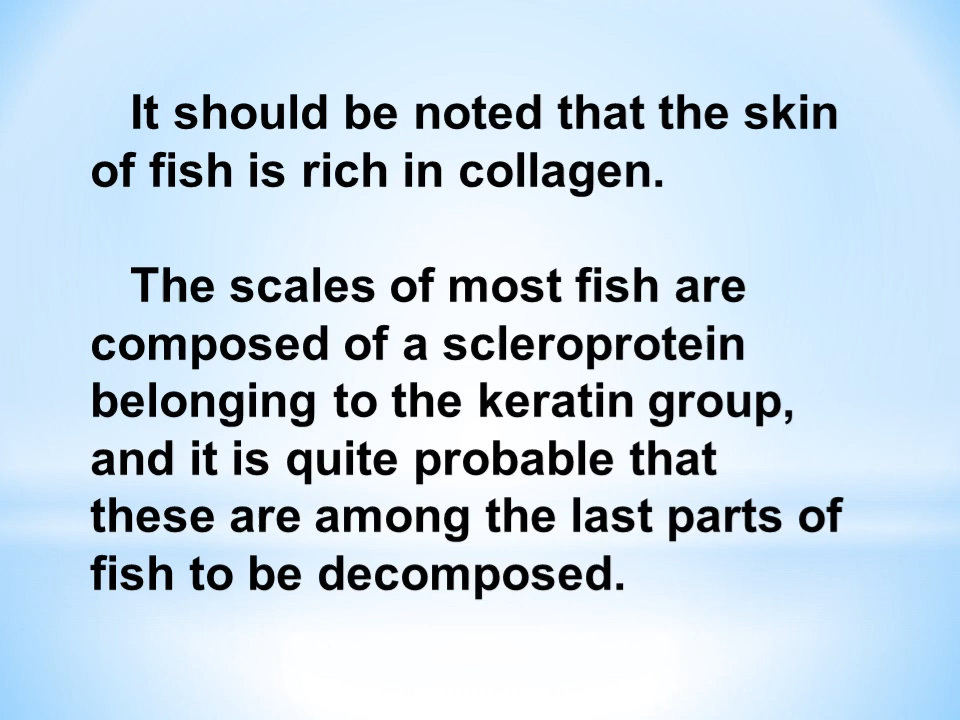 It should be noted that the skin
of fish is rich in collagen.
The scales of most fish are
composed of a scleroprotein
belonging to the keratin group,
and it is quite probable that
these are among the last parts of
fish to be decomposed.